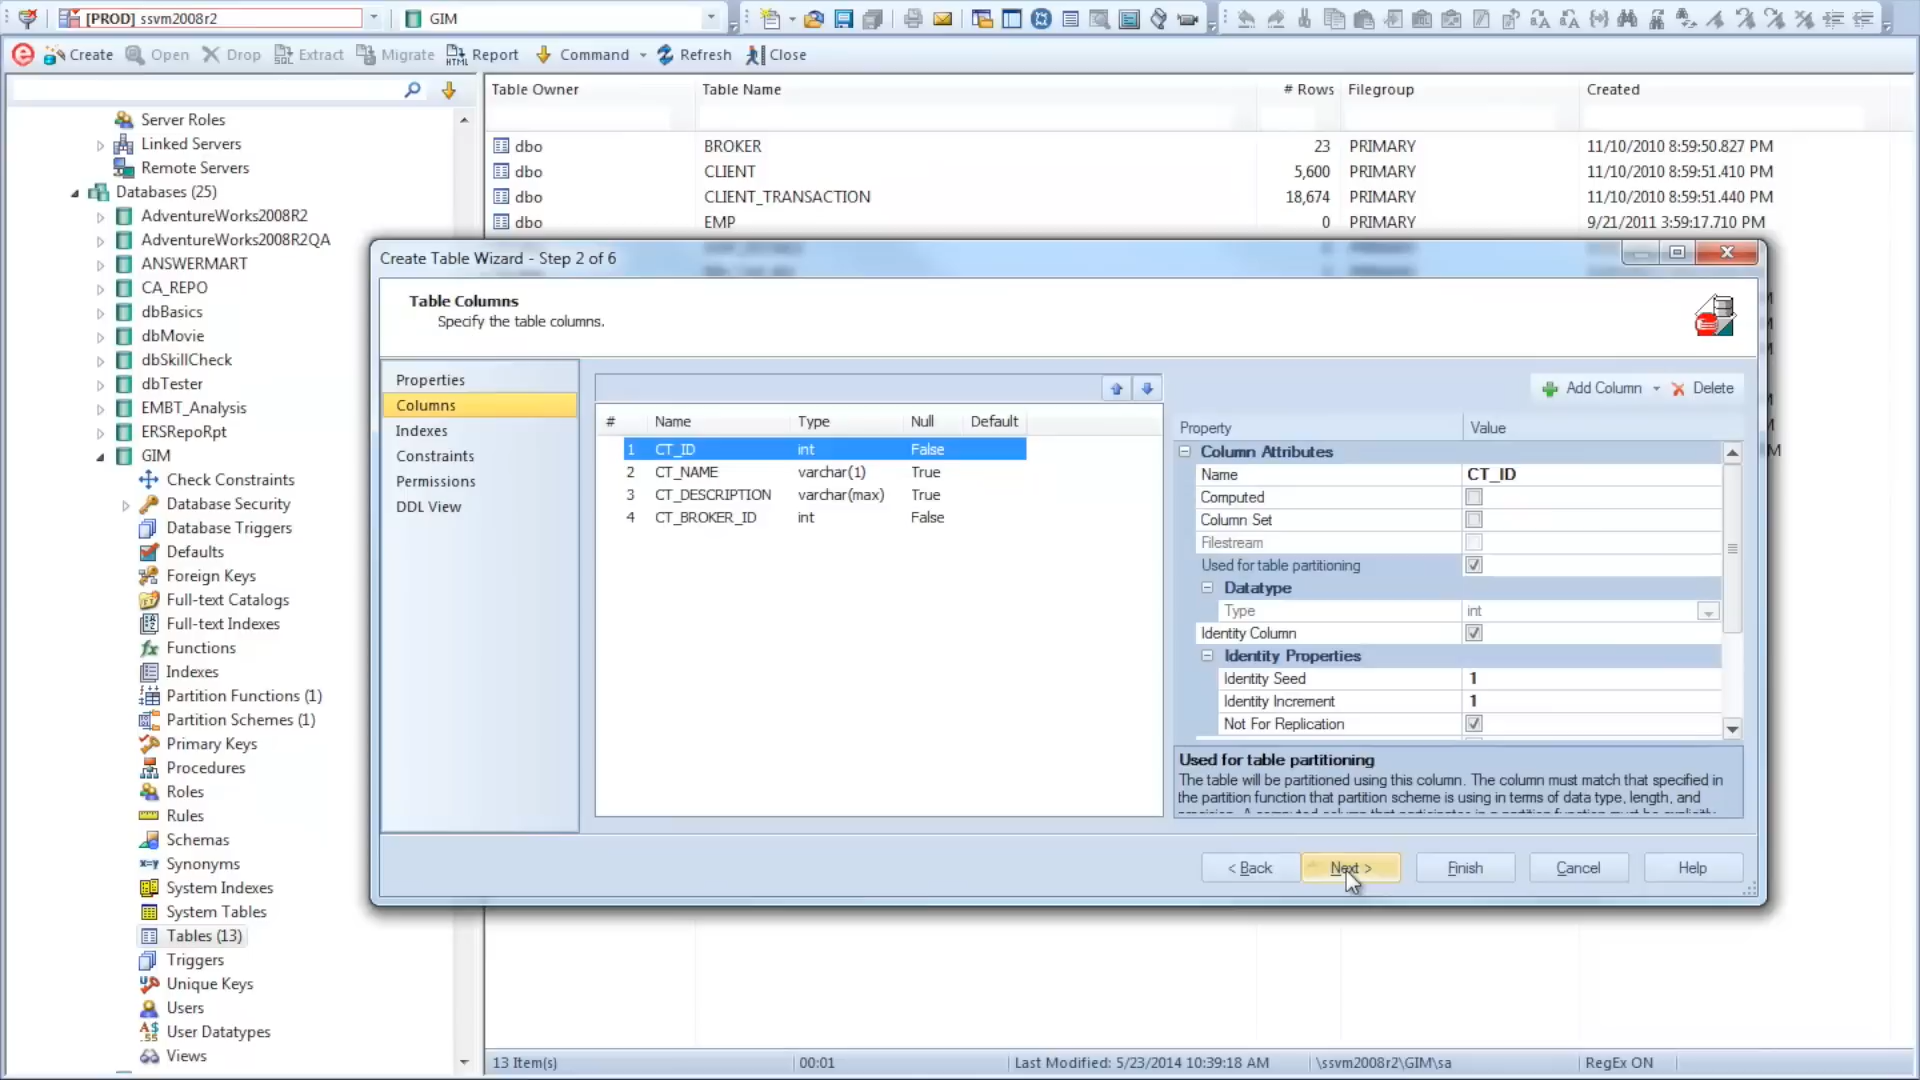 [PROD] ssvm2008r2
GIM
Create
Open
Drop
Extract
Migrate
HTML
Report
Command
Refresh
Close
Table Owner
Table Name
# Rows
Filegroup
Created
dbo
BROKER
23
PRIMARY
11/10/2010 8:59:50.827 PM
dbo
CLIENT
5,600
PRIMARY
11/10/2010 8:59:51.410 PM
dbo
CLIENT_TRANSACTION
18,674
PRIMARY
11/10/2010 8:59:51.440 PM
dbo
EMP
0
PRIMARY
9/21/2011 3:59:17.710 PM
Server Roles
Linked Servers
Remote Servers
Databases (25)
AdventureWorks2008R2
AdventureWorks2008R2QA
ANSWERMART
CA_REPO
dbBasics
dbMovie
dbSkillCheck
dbTester
EMBT_Analysis
ERSRepoRpt
GIM
Check Constraints
Database Security
Database Triggers
Defaults
Foreign Keys
Full-text Catalogs
Full-text Indexes
Functions
Indexes
Partition Functions (1)
Partition Schemes (1)
Primary Keys
Procedures
Roles
Rules
Schemas
Synonyms
System Indexes
System Tables
Tables (13)
Triggers
Unique Keys
Users
User Datatypes
Views
Create Table Wizard - Step 2 of 6
Table Columns
Specify the table columns.
Properties
Columns
Indexes
Constraints
Permissions
DDL View
# Name Type Null Default
1 CT_ID int False
2 CT_NAME varchar(1) True
3 CT_DESCRIPTION varchar(max) True
4 CT_BROKER_ID int False
Add Column
Delete
Property
Value
Column Attributes
Name
CT_ID
Computed
Column Set
Filestream
Used for table partitioning
Datatype
Type
int
Identity Column
Identity Properties
Identity Seed
1
Identity Increment
1
Not For Replication
Used for table partitioning
The table will be partitioned using this column. The column must match that specified in
the partition function that partition scheme is using in terms of data type, length, and
< Back
Next >
Finish
Cancel
Help
13 Item(s)
00:01
Last Modified: 5/23/2014 10:39:18 AM
\ssvm2008r2\GIM\sa
RegEx ON